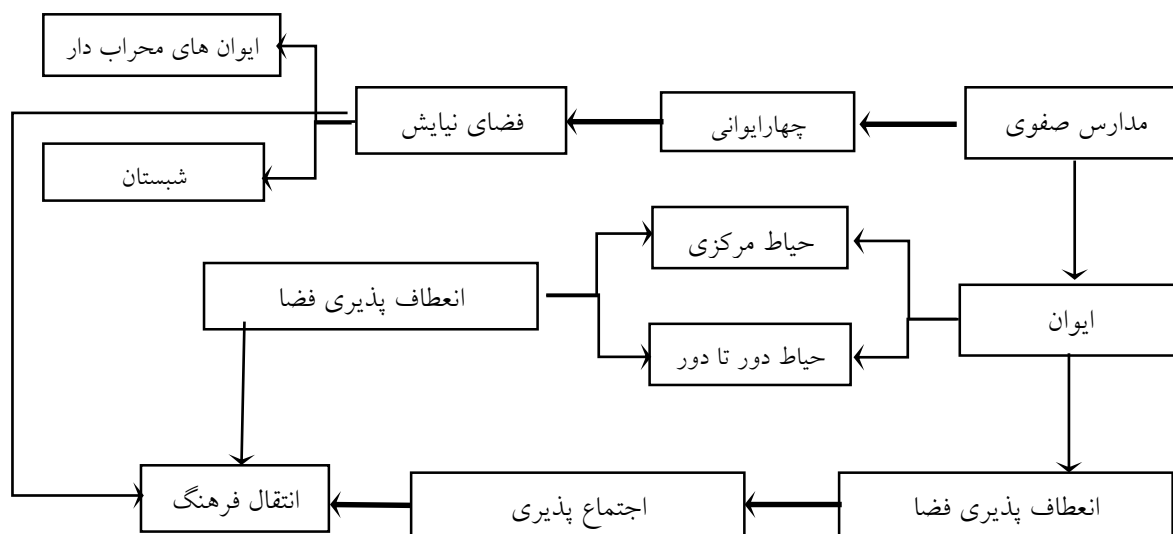 ایوان های محراب دار
مدارس صفوی
چهارایوانی
فضای نیایش
شبستان
حیاط مرکزی
انعطاف پذیری فضا
ایوان
حیاط دور تا دور
انعطاف پذیری فضا
اجتماع پذیری
انتقال فرهنگ